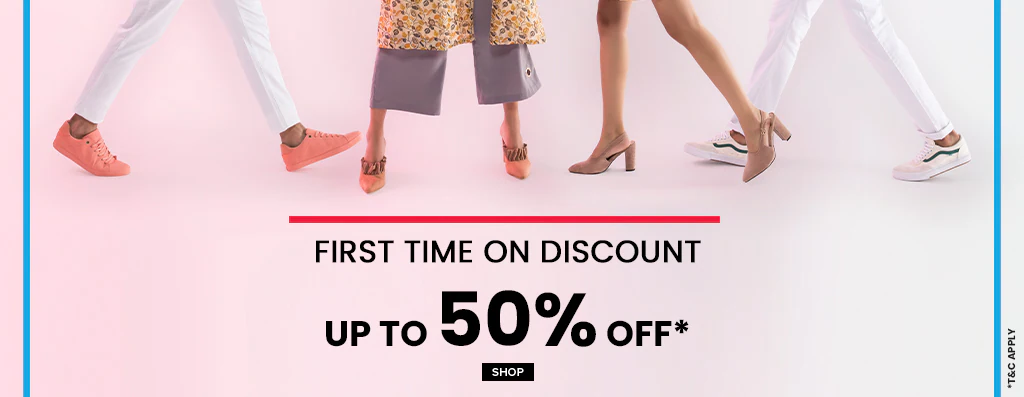 FIRST TIME ON DISCOUNT
UP TO 50% OFF*
SHOP
*T&C APPLY